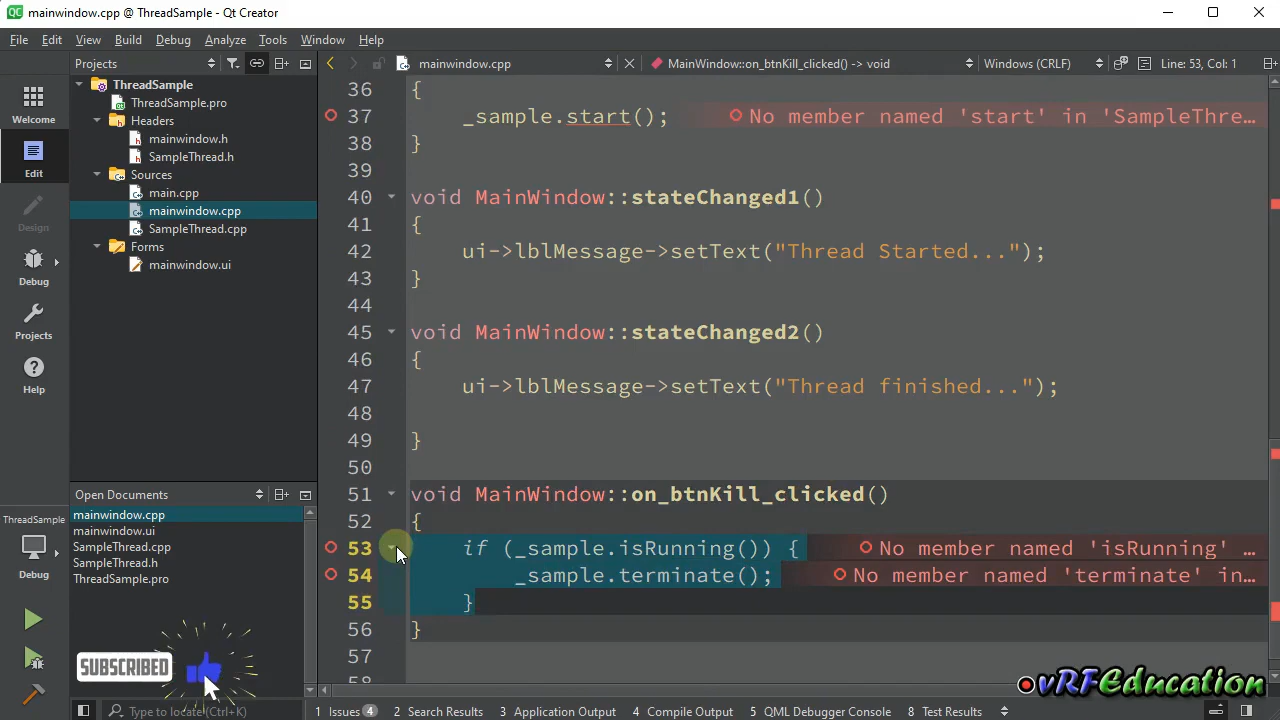 mainwindow.cpp @ ThreadSample - Qt Creator
File Edit View Build Debug Analyze Tools Window Help
Projects
mainwindow.cpp
MainWindow::on_btnKill_clicked() -> void
Windows (CRLF)
Line: 53, Col: 1
Welcome
Edit
Design
Debug
Projects
Help
ThreadSample
Debug
ThreadSample
ThreadSample.pro
Headers
mainwindow.h
SampleThread.h
Sources
main.cpp
mainwindow.cpp
SampleThread.cpp
Forms
mainwindow.ui
Open Documents
mainwindow.cpp
mainwindow.ui
SampleThread.cpp
SampleThread.h
ThreadSample.pro
SUBSCRIBED
36 {
37 _sample.start(); No member named 'start' in 'SampleThre...
38 }
39
40 void MainWindow::stateChanged1()
41 {
42 ui->lblMessage->setText("Thread Started...");
43 }
44
45 void MainWindow::stateChanged2()
46 {
47 ui->lblMessage->setText("Thread finished...");
48
49 }
50
51 void MainWindow::on_btnKill_clicked()
52 {
53 if (_sample.isRunning()) { No member named 'isRunning' ...
54 _sample.terminate(); No member named 'terminate' in...
55 }
56 }
57
58
vRFEducation
Type to locate (Ctrl+K)
1 Issues 4 2 Search Results 3 Application Output 4 Compile Output 5 QML Debugger Console 8 Test Results